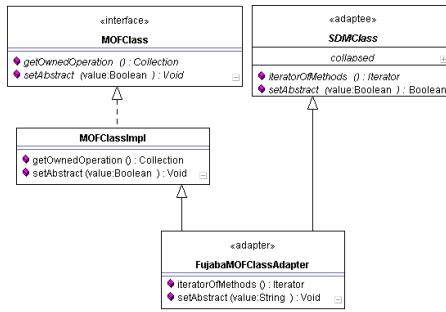 «interface»
MOFClass
getOwnedOperation () : Collection
setAbstract (value:Boolean ) : Void
«adaptee»
SDMClass
collapsed
iteratorOfMethods () : Iterator
setAbstract (value:Boolean ) : Boolean
MOFClassImpl
getOwnedOperation () : Collection
setAbstract (value:Boolean ) : Void
«adapter»
FujabaMOFClassAdapter
iteratorOfMethods () : Iterator
setAbstract (value:String ) : Void